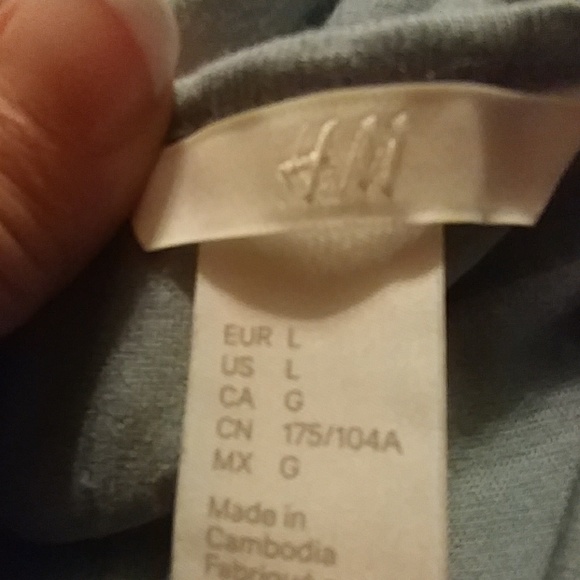 H&M
EUR L
US L
CA G
CN 175/104A
MX G
Made in
Cambodia